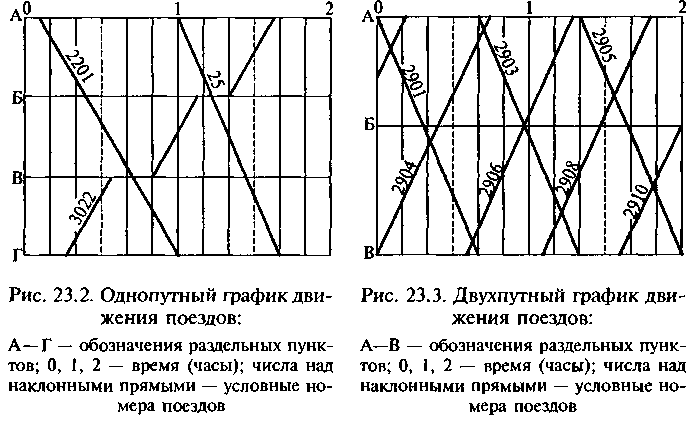 0 1 2
А
Б
В
Г
2201
25
3022
Рис. 23.2. Однопутный график дви-
жения поездов:
А—Г — обозначения раздельных пунк-
тов; 0, 1, 2 — время (часы); числа над
наклонными прямыми — условные но-
мера поездов
0 1 2
А
Б
В
2901
2903
2905
2904
2906
2908
2910
Рис. 23.3. Двухпутный график дви-
жения поездов:
А—В — обозначения раздельных пунк-
тов; 0, 1, 2 — время (часы); числа над
наклонными прямыми — условные но-
мера поездов